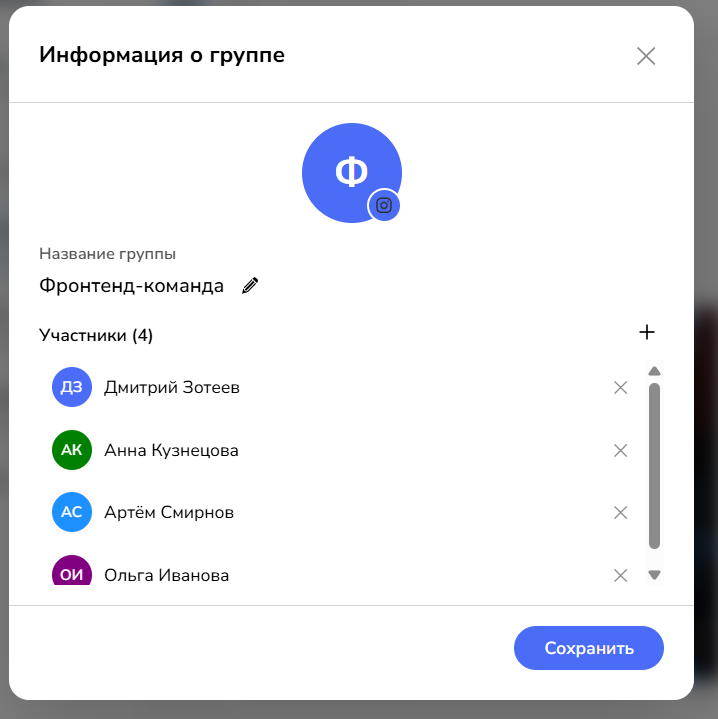 Информация о группе
Ф
Название группы
Фронтенд-команда
Участники (4)
ДЗ Дмитрий Зотеев
АК Анна Кузнецова
АС Артём Смирнов
ОИ Ольга Иванова
Сохранить